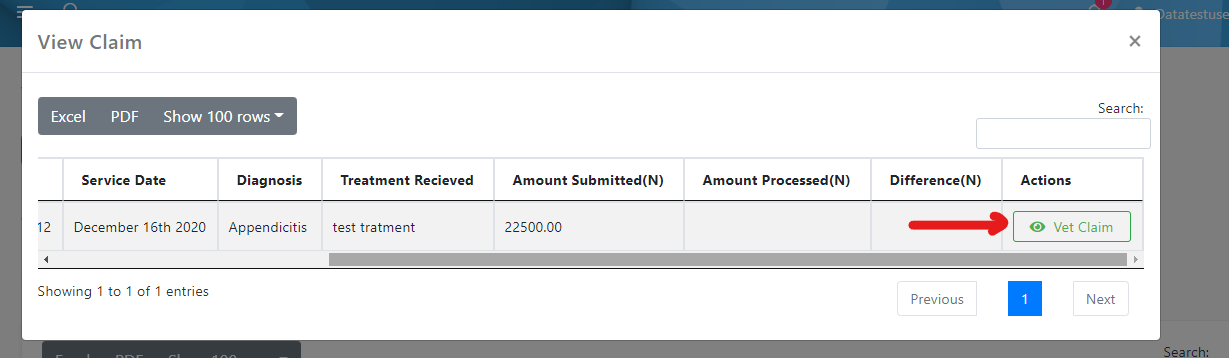 1
Datatestuse
View Claim
×
Excel PDF Show 100 rows
Search:
Service Date Diagnosis Treatment Recieved Amount Submitted(N) Amount Processed(N) Difference(N) Actions
12 December 16th 2020 Appendicitis test tratment 22500.00 Vet Claim
Showing 1 to 1 of 1 entries
Previous 1 Next
Search: